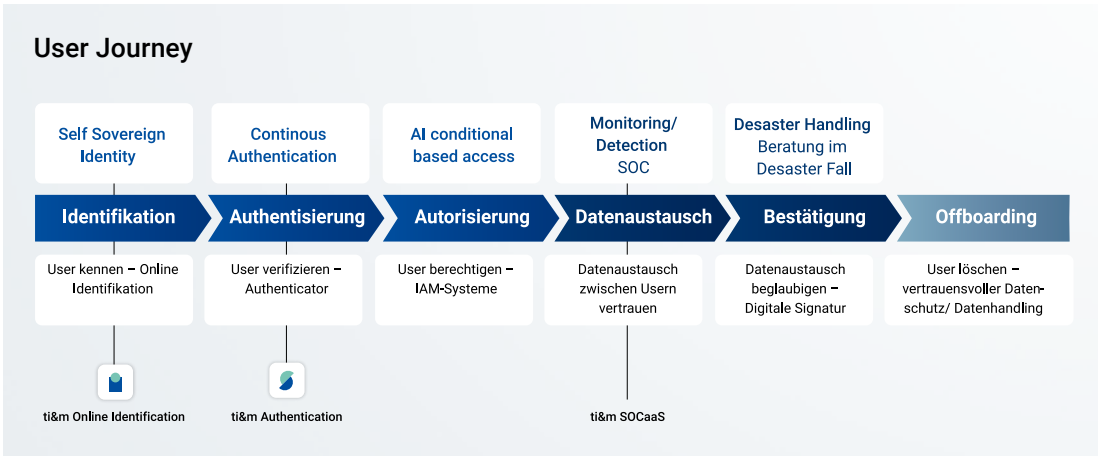 User Journey
Self Sovereign
Identity
Continous
Authentication
AI conditional
based access
Monitoring/
Detection
SOC
Desaster Handling
Beratung im
Desaster Fall
Identifikation
Authentisierung
Autorisierung
Datenaustausch
Bestätigung
Offboarding
User kennen – Online
Identifikation
User verifizieren –
Authenticator
User berechtigen –
IAM-Systeme
Datenaustausch
zwischen Usern
vertrauen
Datenaustausch
beglaubigen –
Digitale Signatur
User löschen –
vertrauensvoller Daten-
schutz/ Datenhandling
ti&m Online Identification
ti&m Authentication
ti&m SOCaaS